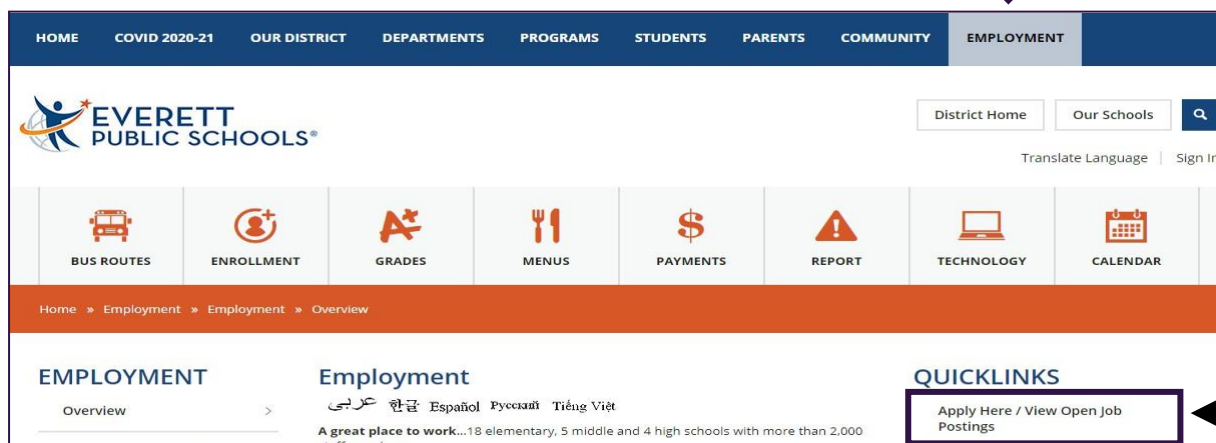 HOME COVID 2020-21 OUR DISTRICT DEPARTMENTS PROGRAMS STUDENTS PARENTS COMMUNITY EMPLOYMENT
EVERETT
PUBLIC SCHOOLS®
District Home Our Schools
Translate Language | Sign In
BUS ROUTES ENROLLMENT GRADES MENUS PAYMENTS REPORT TECHNOLOGY CALENDAR
Home » Employment » Employment » Overview
EMPLOYMENT
Overview >
Employment
عربي 한글 Español Русский Tiếng Việt
A great place to work...18 elementary, 5 middle and 4 high schools with more than 2,000
QUICKLINKS
Apply Here / View Open Job
Postings